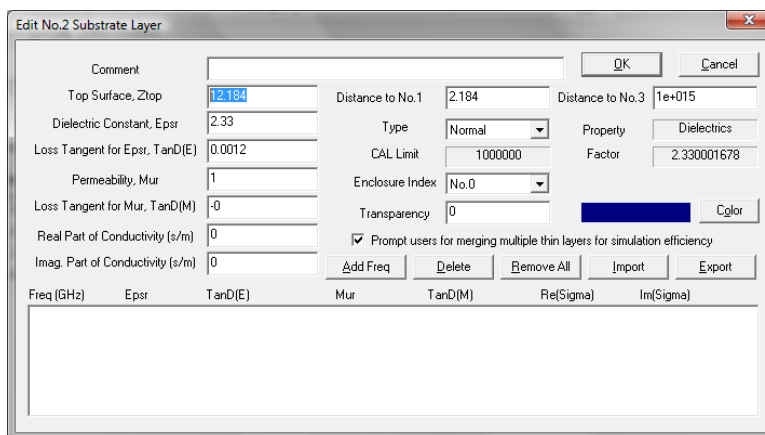 Edit No.2 Substrate Layer
Comment OK Cancel
Top Surface, Ztop 12.184 Distance to No.1 2.184 Distance to No.3 1e+015
Dielectric Constant, Epsr 2.33 Type Normal Property Dielectrics
Loss Tangent for Epsr, TanD(E) 0.0012 CAL Limit 1000000 Factor 2.330001678
Permeability, Mur 1 Enclosure Index No.0
Loss Tangent for Mur, TanD(M) -0 Transparency 0 Color
Real Part of Conductivity (s/m) 0 Prompt users for merging multiple thin layers for simulation efficiency
Imag. Part of Conductivity (s/m) 0 Add Freq Delete Remove All Import Export
Freq (GHz) Epsr TanD(E) Mur TanD(M) Re(Sigma) Im(Sigma)